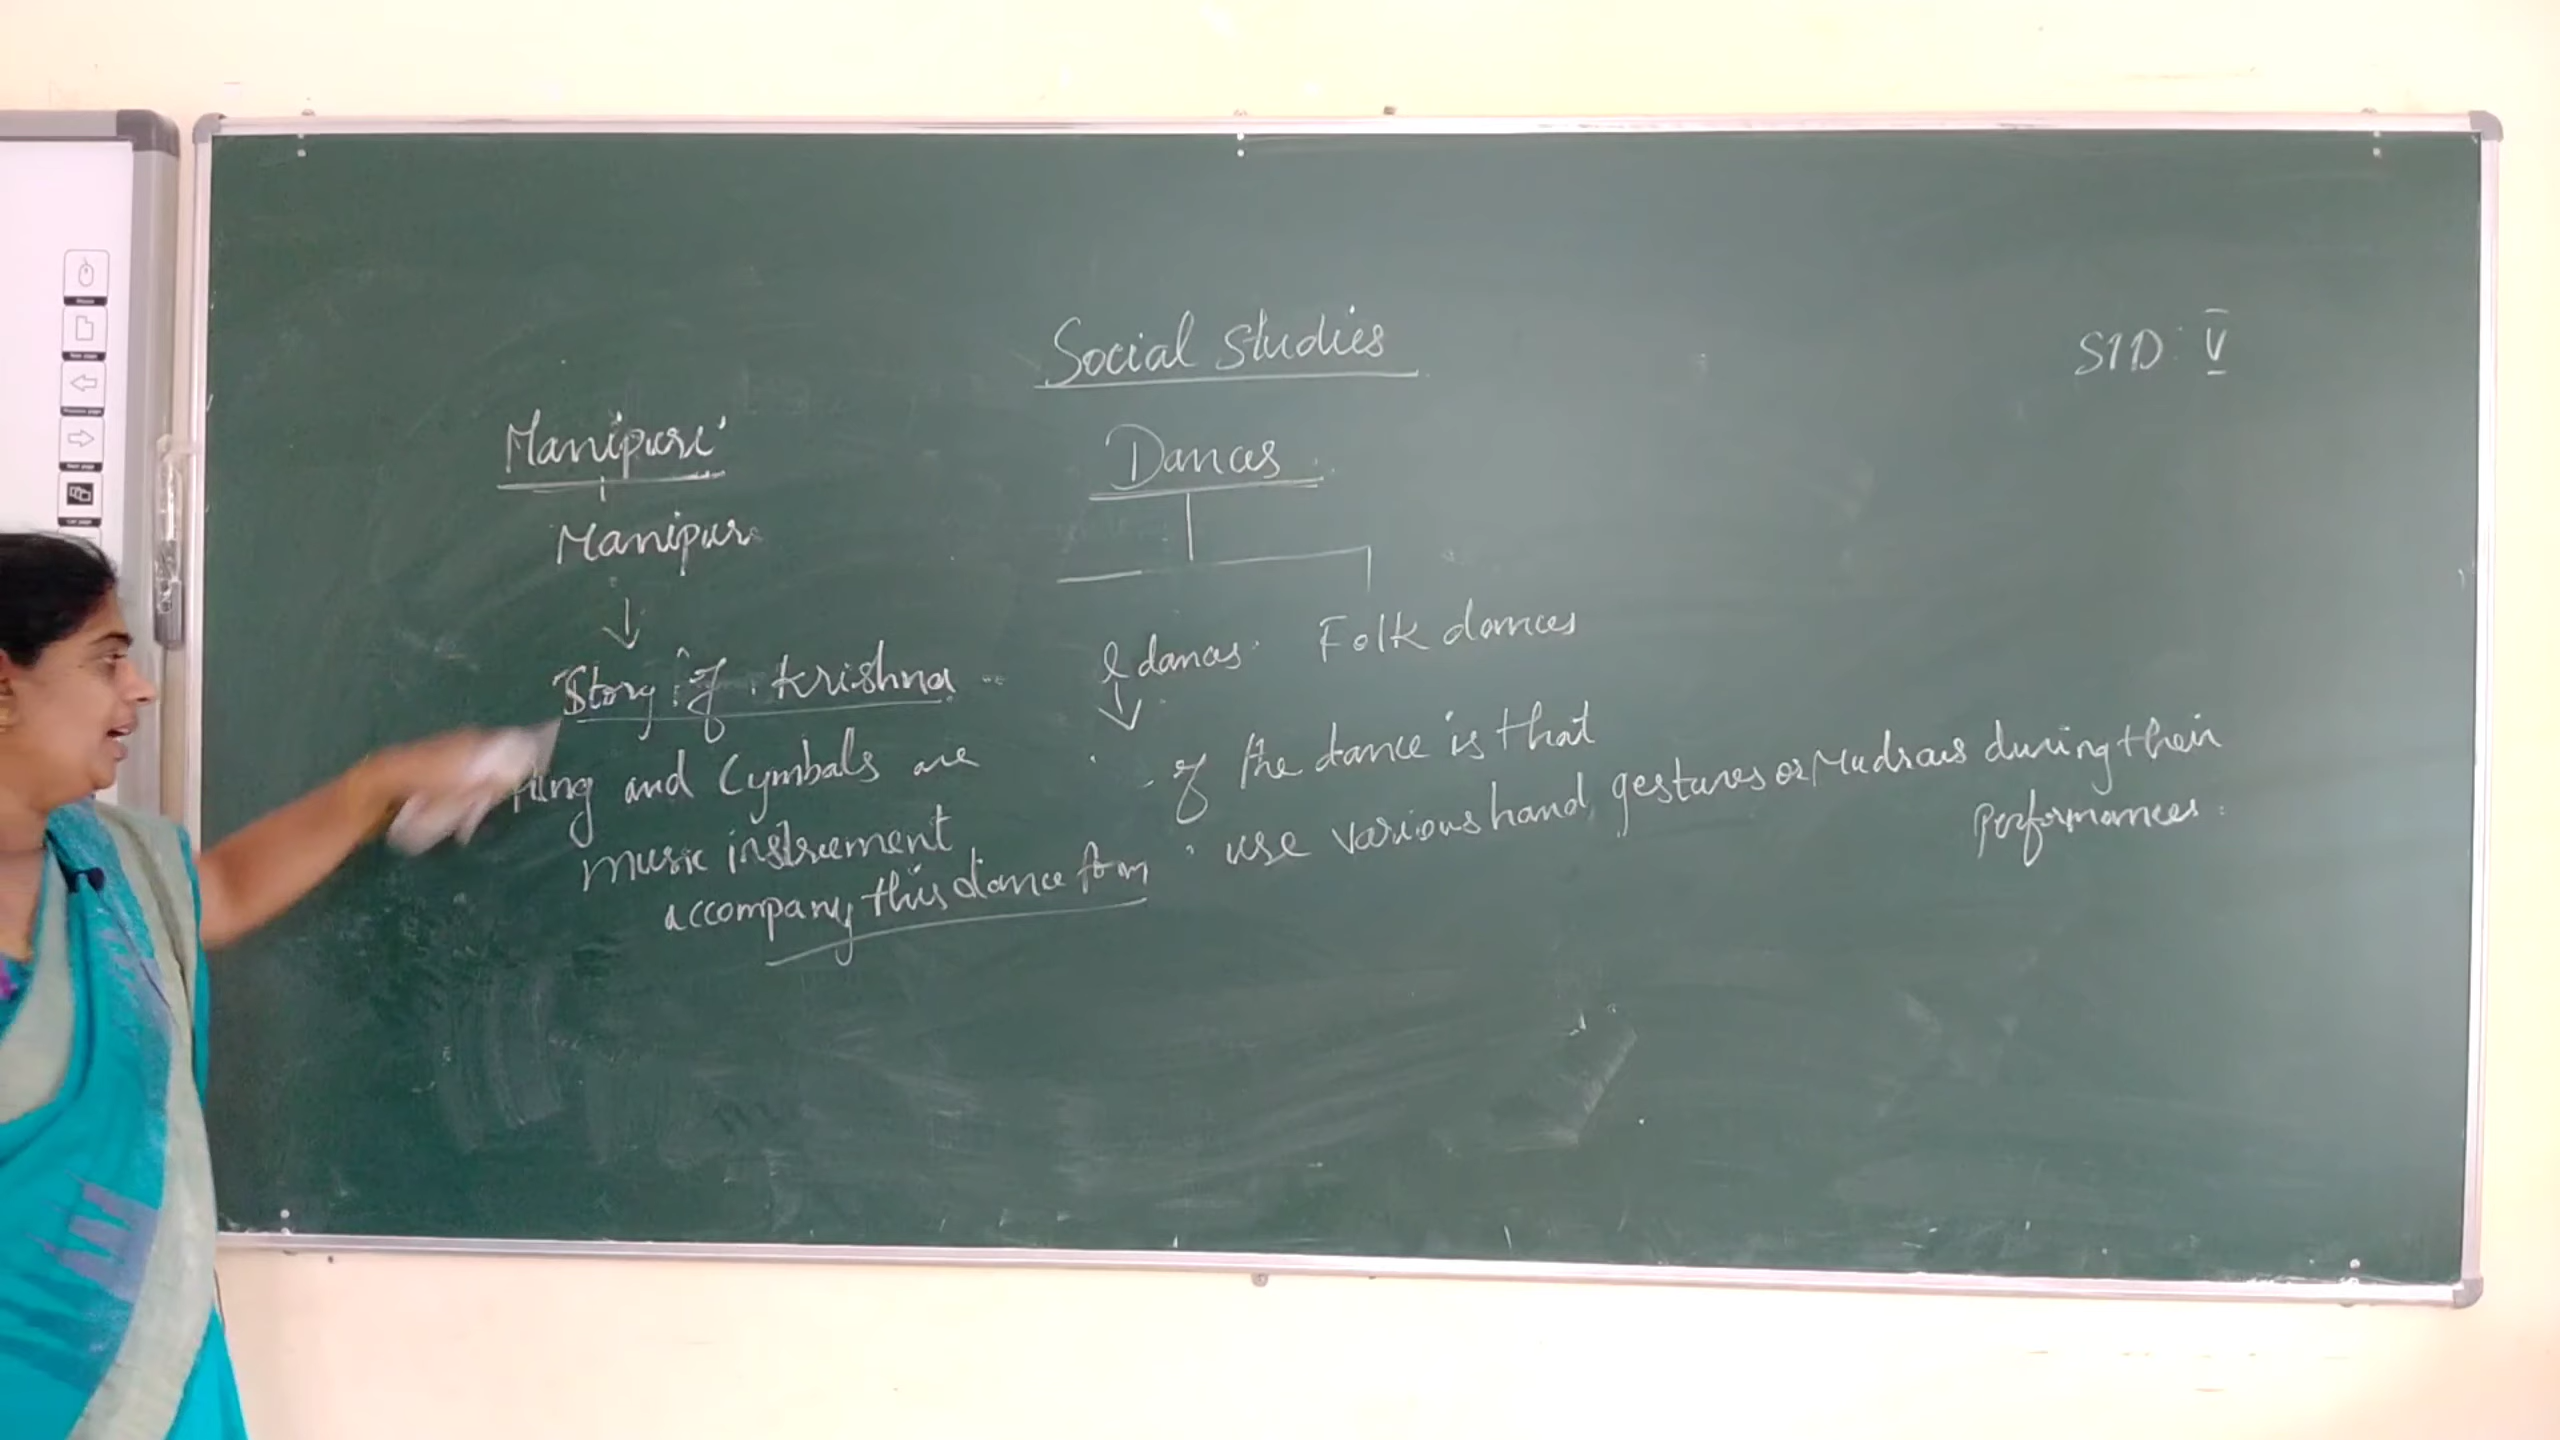 Social Studies
STD: V
Manipuri
Manipur
Story of Krishna
and Cymbals are
music instrument
accompany this dance form
Dances
dances. Folk dances
of the dance is that
use various hand gestures or Mudras during their
performances.